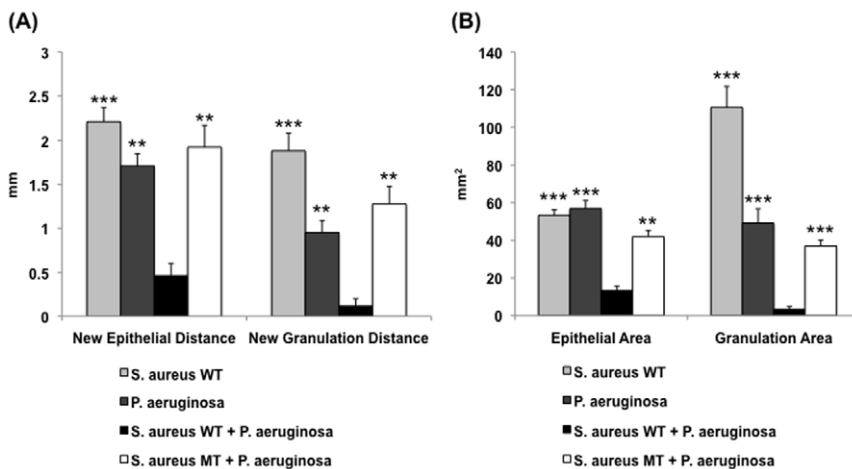 (A)
3
2.5
2
1.5
1
0.5
0
mm
***
**
**
***
**
**
New Epithelial Distance New Granulation Distance
S. aureus WT
P. aeruginosa
S. aureus WT + P. aeruginosa
S. aureus MT + P. aeruginosa
(B)
140
120
100
80
60
40
20
0
mm²
***
***
**
***
***
***
Epithelial Area Granulation Area
S. aureus WT
P. aeruginosa
S. aureus WT + P. aeruginosa
S. aureus MT + P. aeruginosa